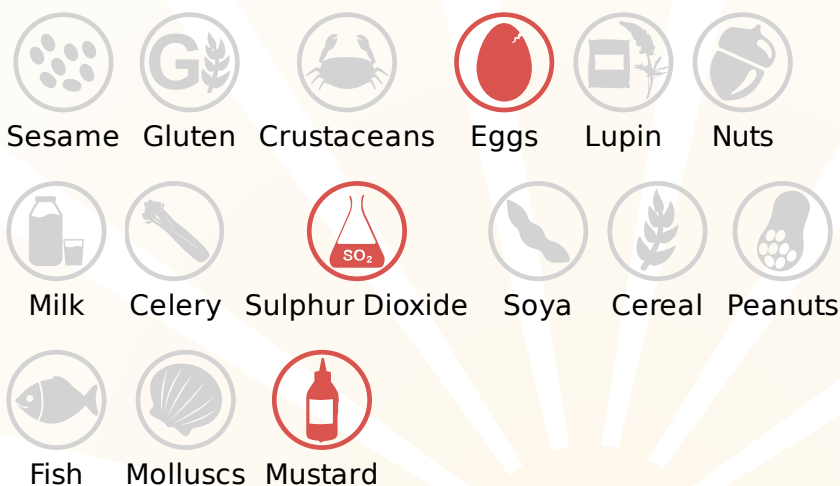 G
Sesame Gluten Crustaceans Eggs Lupin Nuts
SO₂
Milk Celery Sulphur Dioxide Soya Cereal Peanuts
Fish Molluscs Mustard